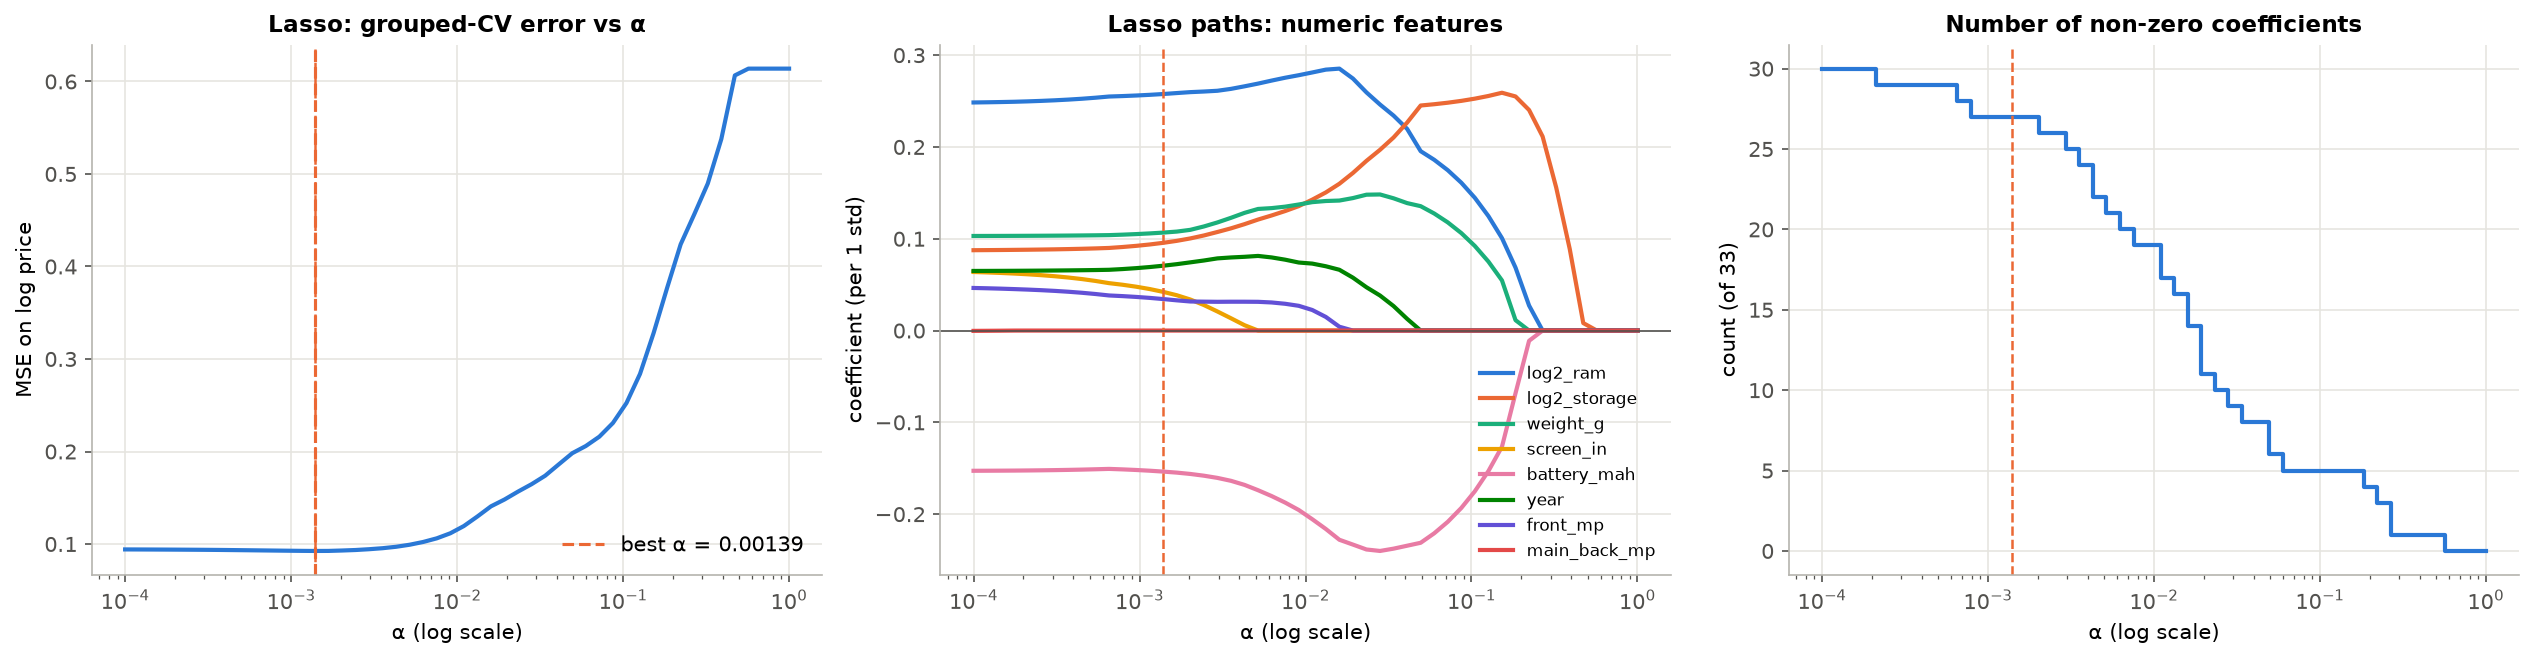 Lasso: grouped-CV error vs α
MSE on log price
0.6
0.5
0.4
0.3
0.2
0.1
best α = 0.00139
10⁻⁴
10⁻³
10⁻²
10⁻¹
10⁰
α (log scale)
Lasso paths: numeric features
coefficient (per 1 std)
0.3
0.2
0.1
0.0
−0.1
−0.2
log2_ram
log2_storage
weight_g
screen_in
battery_mah
year
front_mp
main_back_mp
10⁻⁴
10⁻³
10⁻²
10⁻¹
10⁰
α (log scale)
Number of non-zero coefficients
count (of 33)
30
25
20
15
10
5
0
10⁻⁴
10⁻³
10⁻²
10⁻¹
10⁰
α (log scale)